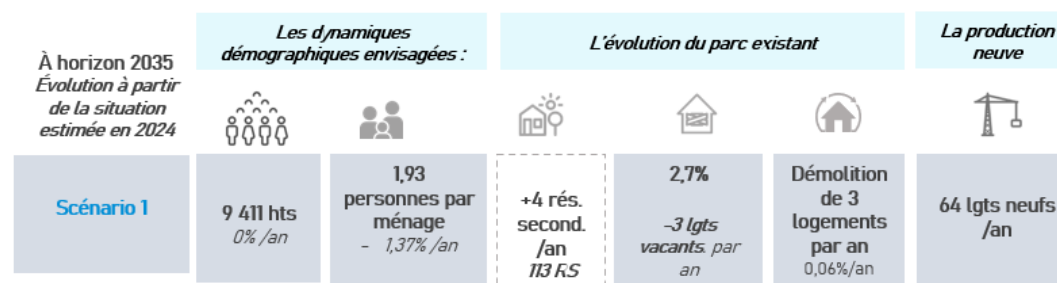 Les dynamiques
démographiques envisagées :
L'évolution du parc existant
La production
neuve
À horizon 2035
Évolution à partir
de la situation
estimée en 2024
Scénario 1
9 411 hts
0% /an
1,93
personnes par
ménage
– 1,37% /an
+4 rés.
second.
/an
113 RS
2,7%
-3 lgts
vacants. par
an
Démolition
de 3
logements
par an
0,06%/an
64 lgts neufs
/an